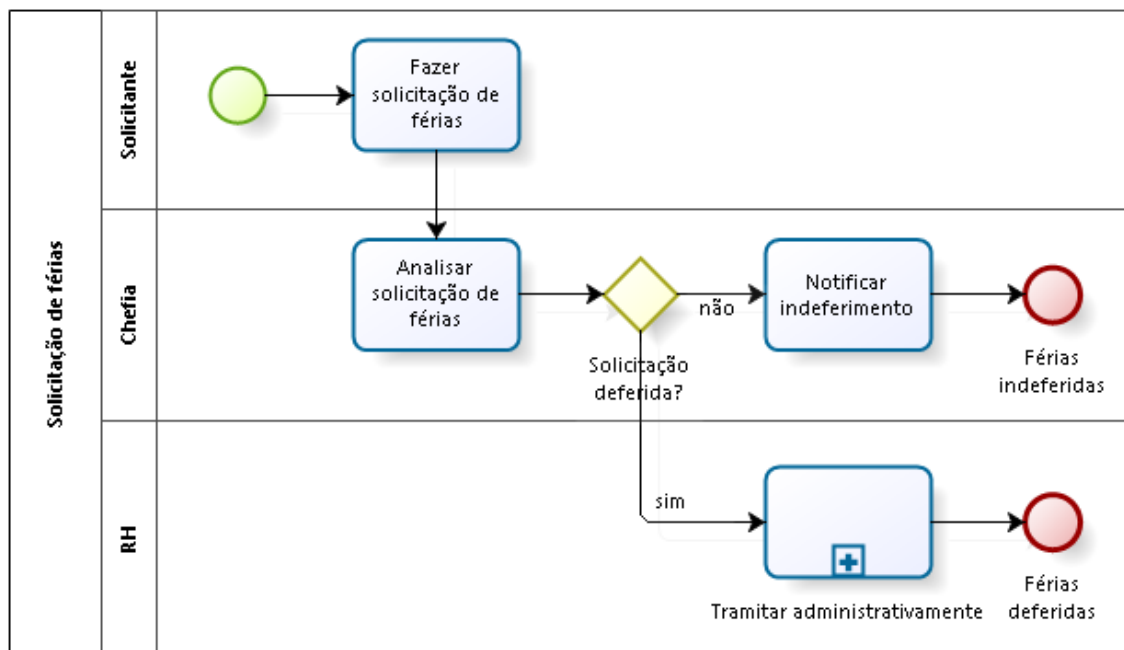 Solicitação de férias
Solicitante
Fazer
solicitação de
férias
Chefia
Analisar
solicitação de
férias
Solicitação
deferida?
não
Notificar
indeferimento
Férias
indeferidas
RH
sim
Tramitar administrativamente
Férias
deferidas